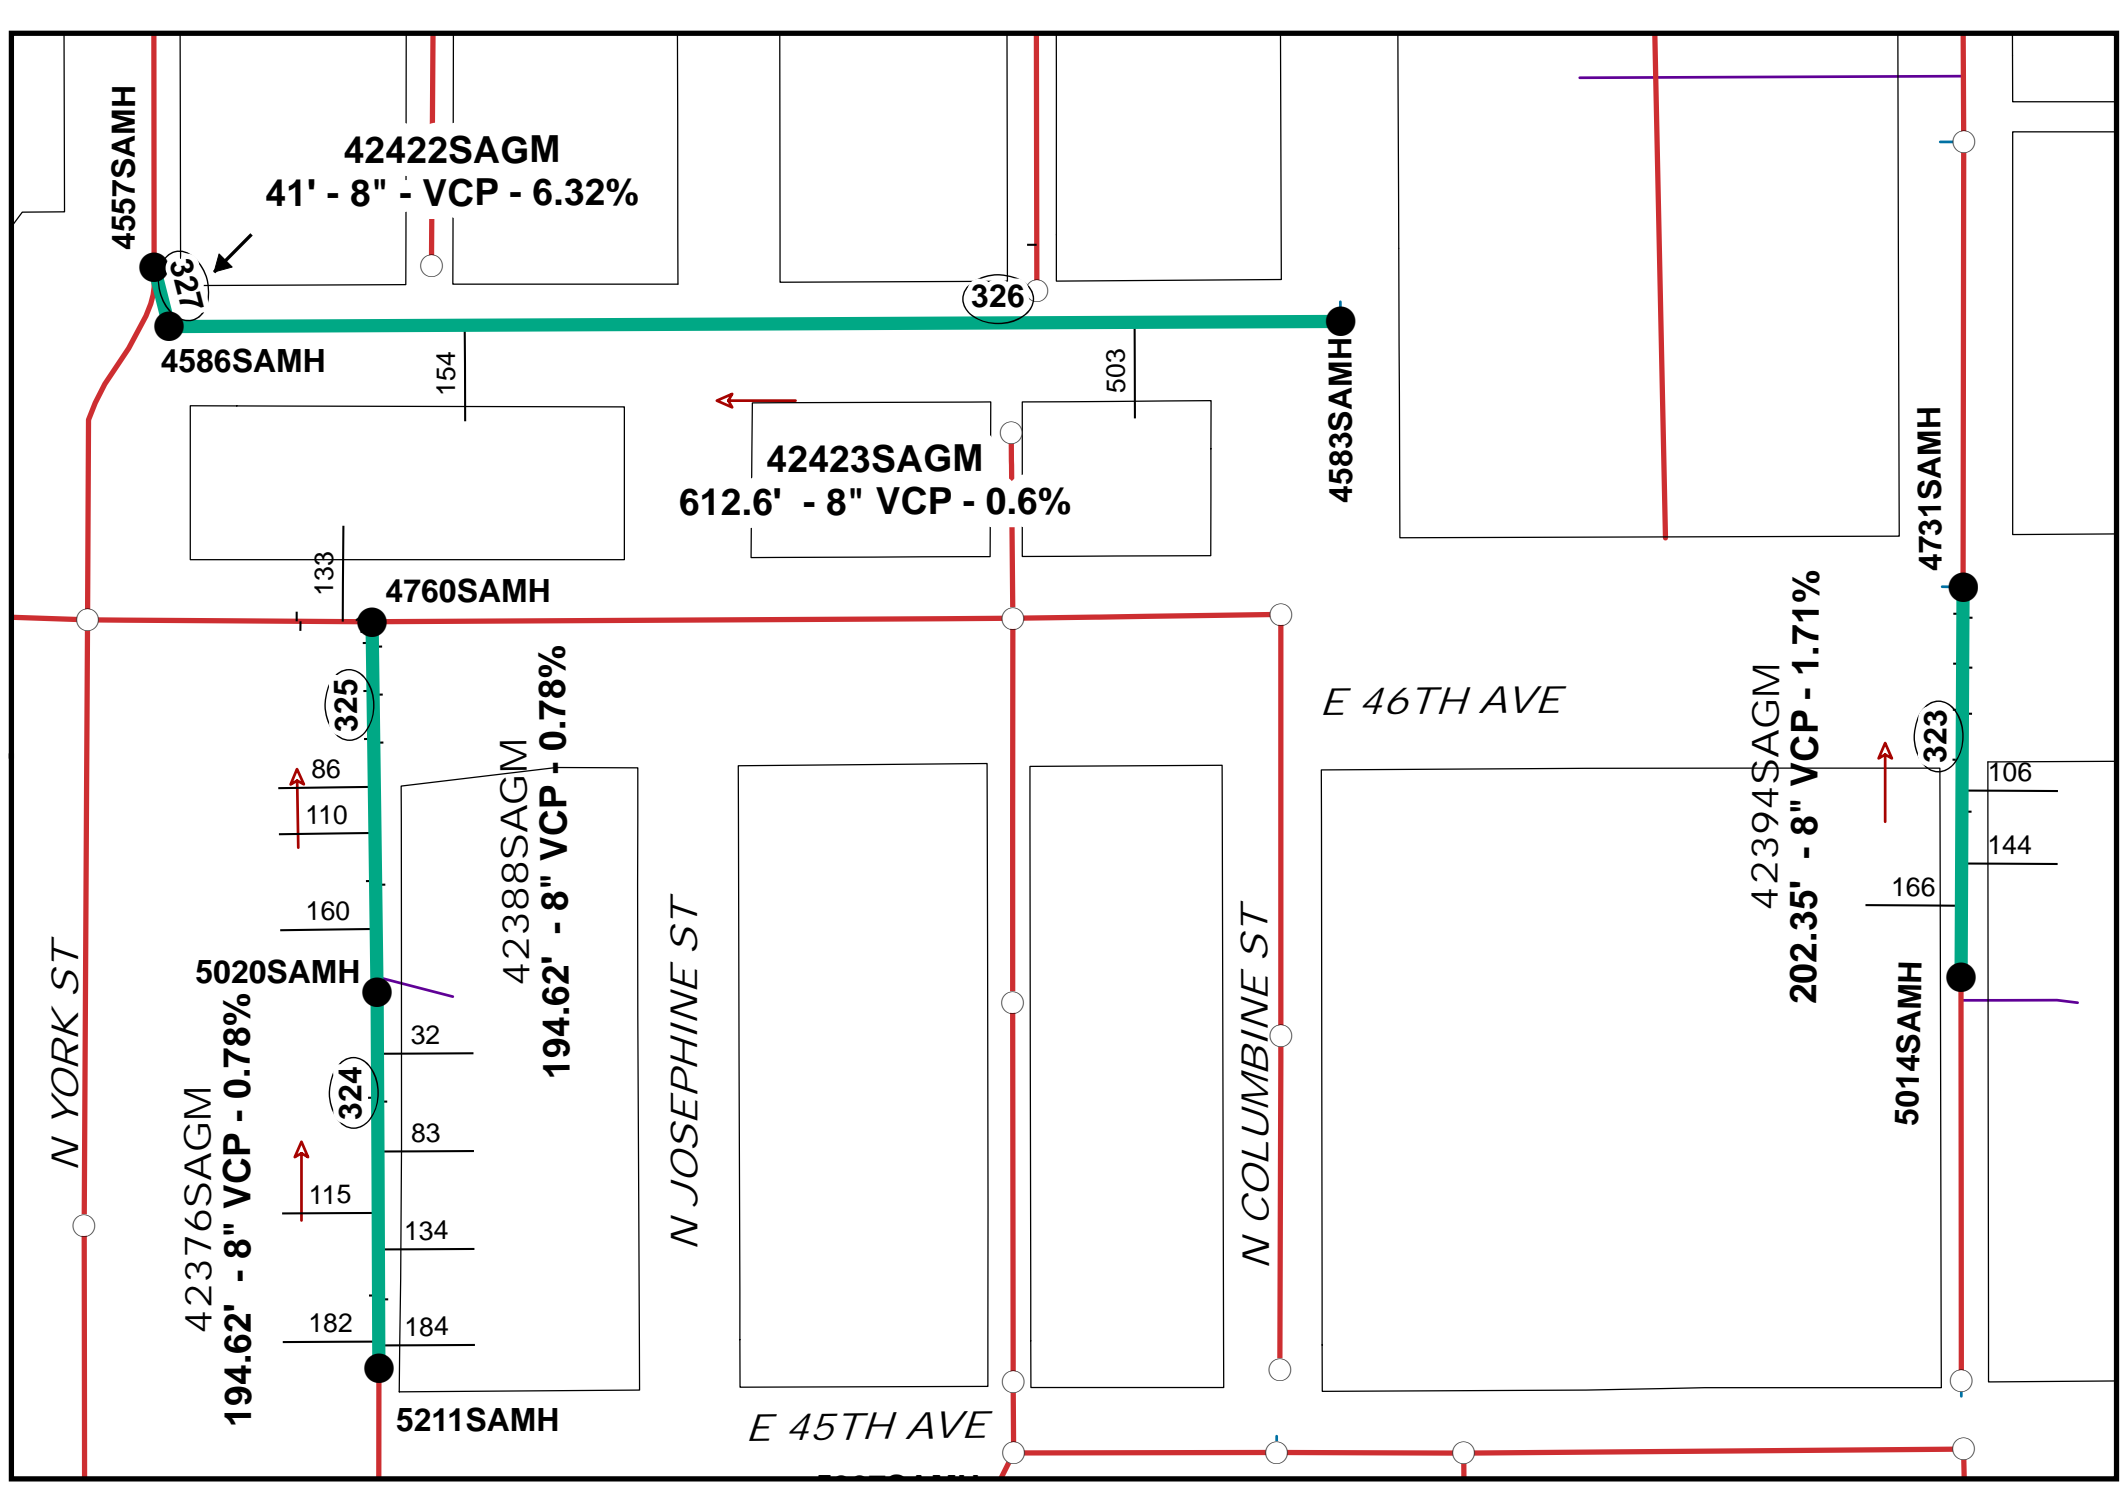 4557SAMH
42422SAGM
41' - 8" - VCP - 6.32%
327
326
4586SAMH
154
503
4583SAMH
42423SAGM
612.6'  - 8" VCP - 0.6%
4731SAMH
133
4760SAMH
325
42388SAGM
194.62'  - 8" VCP - 0.78%
E 46TH AVE
42394SAGM
202.35'  - 8" VCP - 1.71%
323
86
110
160
106
144
166
5020SAMH
5014SAMH
N YORK ST
N JOSEPHINE ST
N COLUMBINE ST
42376SAGM
194.62'  - 8" VCP - 0.78%
324
32
83
115
134
182
184
5211SAMH
E 45TH AVE